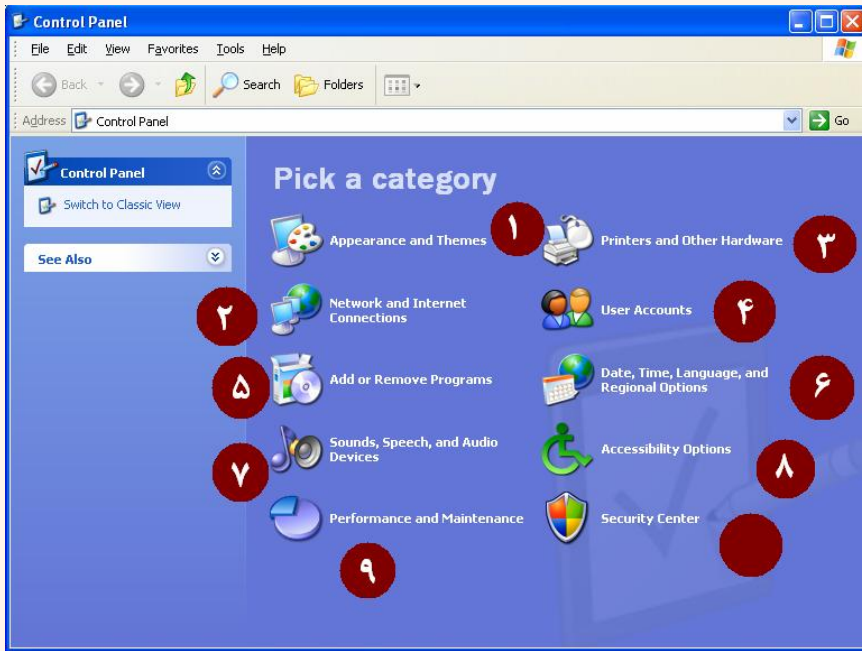 Control Panel
File Edit View Favorites Tools Help
Back Search Folders
Address Control Panel Go
Control Panel
Switch to Classic View
See Also
Pick a category
Appearance and Themes ۱
Printers and Other Hardware ۳
۲ Network and Internet
Connections
User Accounts ۴
۵ Add or Remove Programs
Date, Time, Language, and
Regional Options ۶
۷ Sounds, Speech, and Audio
Devices
Accessibility Options ۸
Performance and Maintenance
۹
Security Center